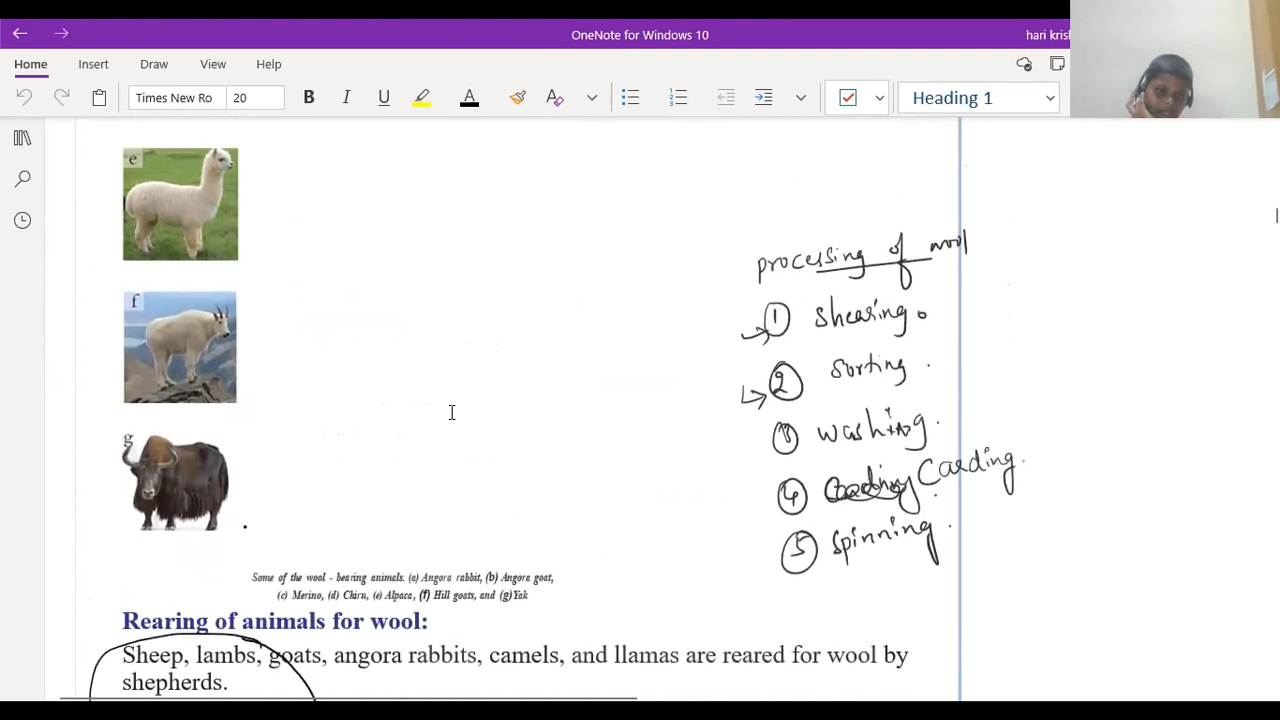 OneNote for Windows 10
hari krish
Home Insert Draw View Help
Times New Ro 20 B I U A A Heading 1
e
f
g
processing of wool
① shearing.
② sorting.
③ washing.
④ Carding.
⑤ spinning.
Some of the wool - bearing animals. (a) Angora rabbit, (b) Angora goat,
(c) Merino, (d) Chiru, (e) Alpaca, (f) Hill goats, and (g)Yak
Rearing of animals for wool:
Sheep, lambs, goats, angora rabbits, camels, and llamas are reared for wool by
shepherds.